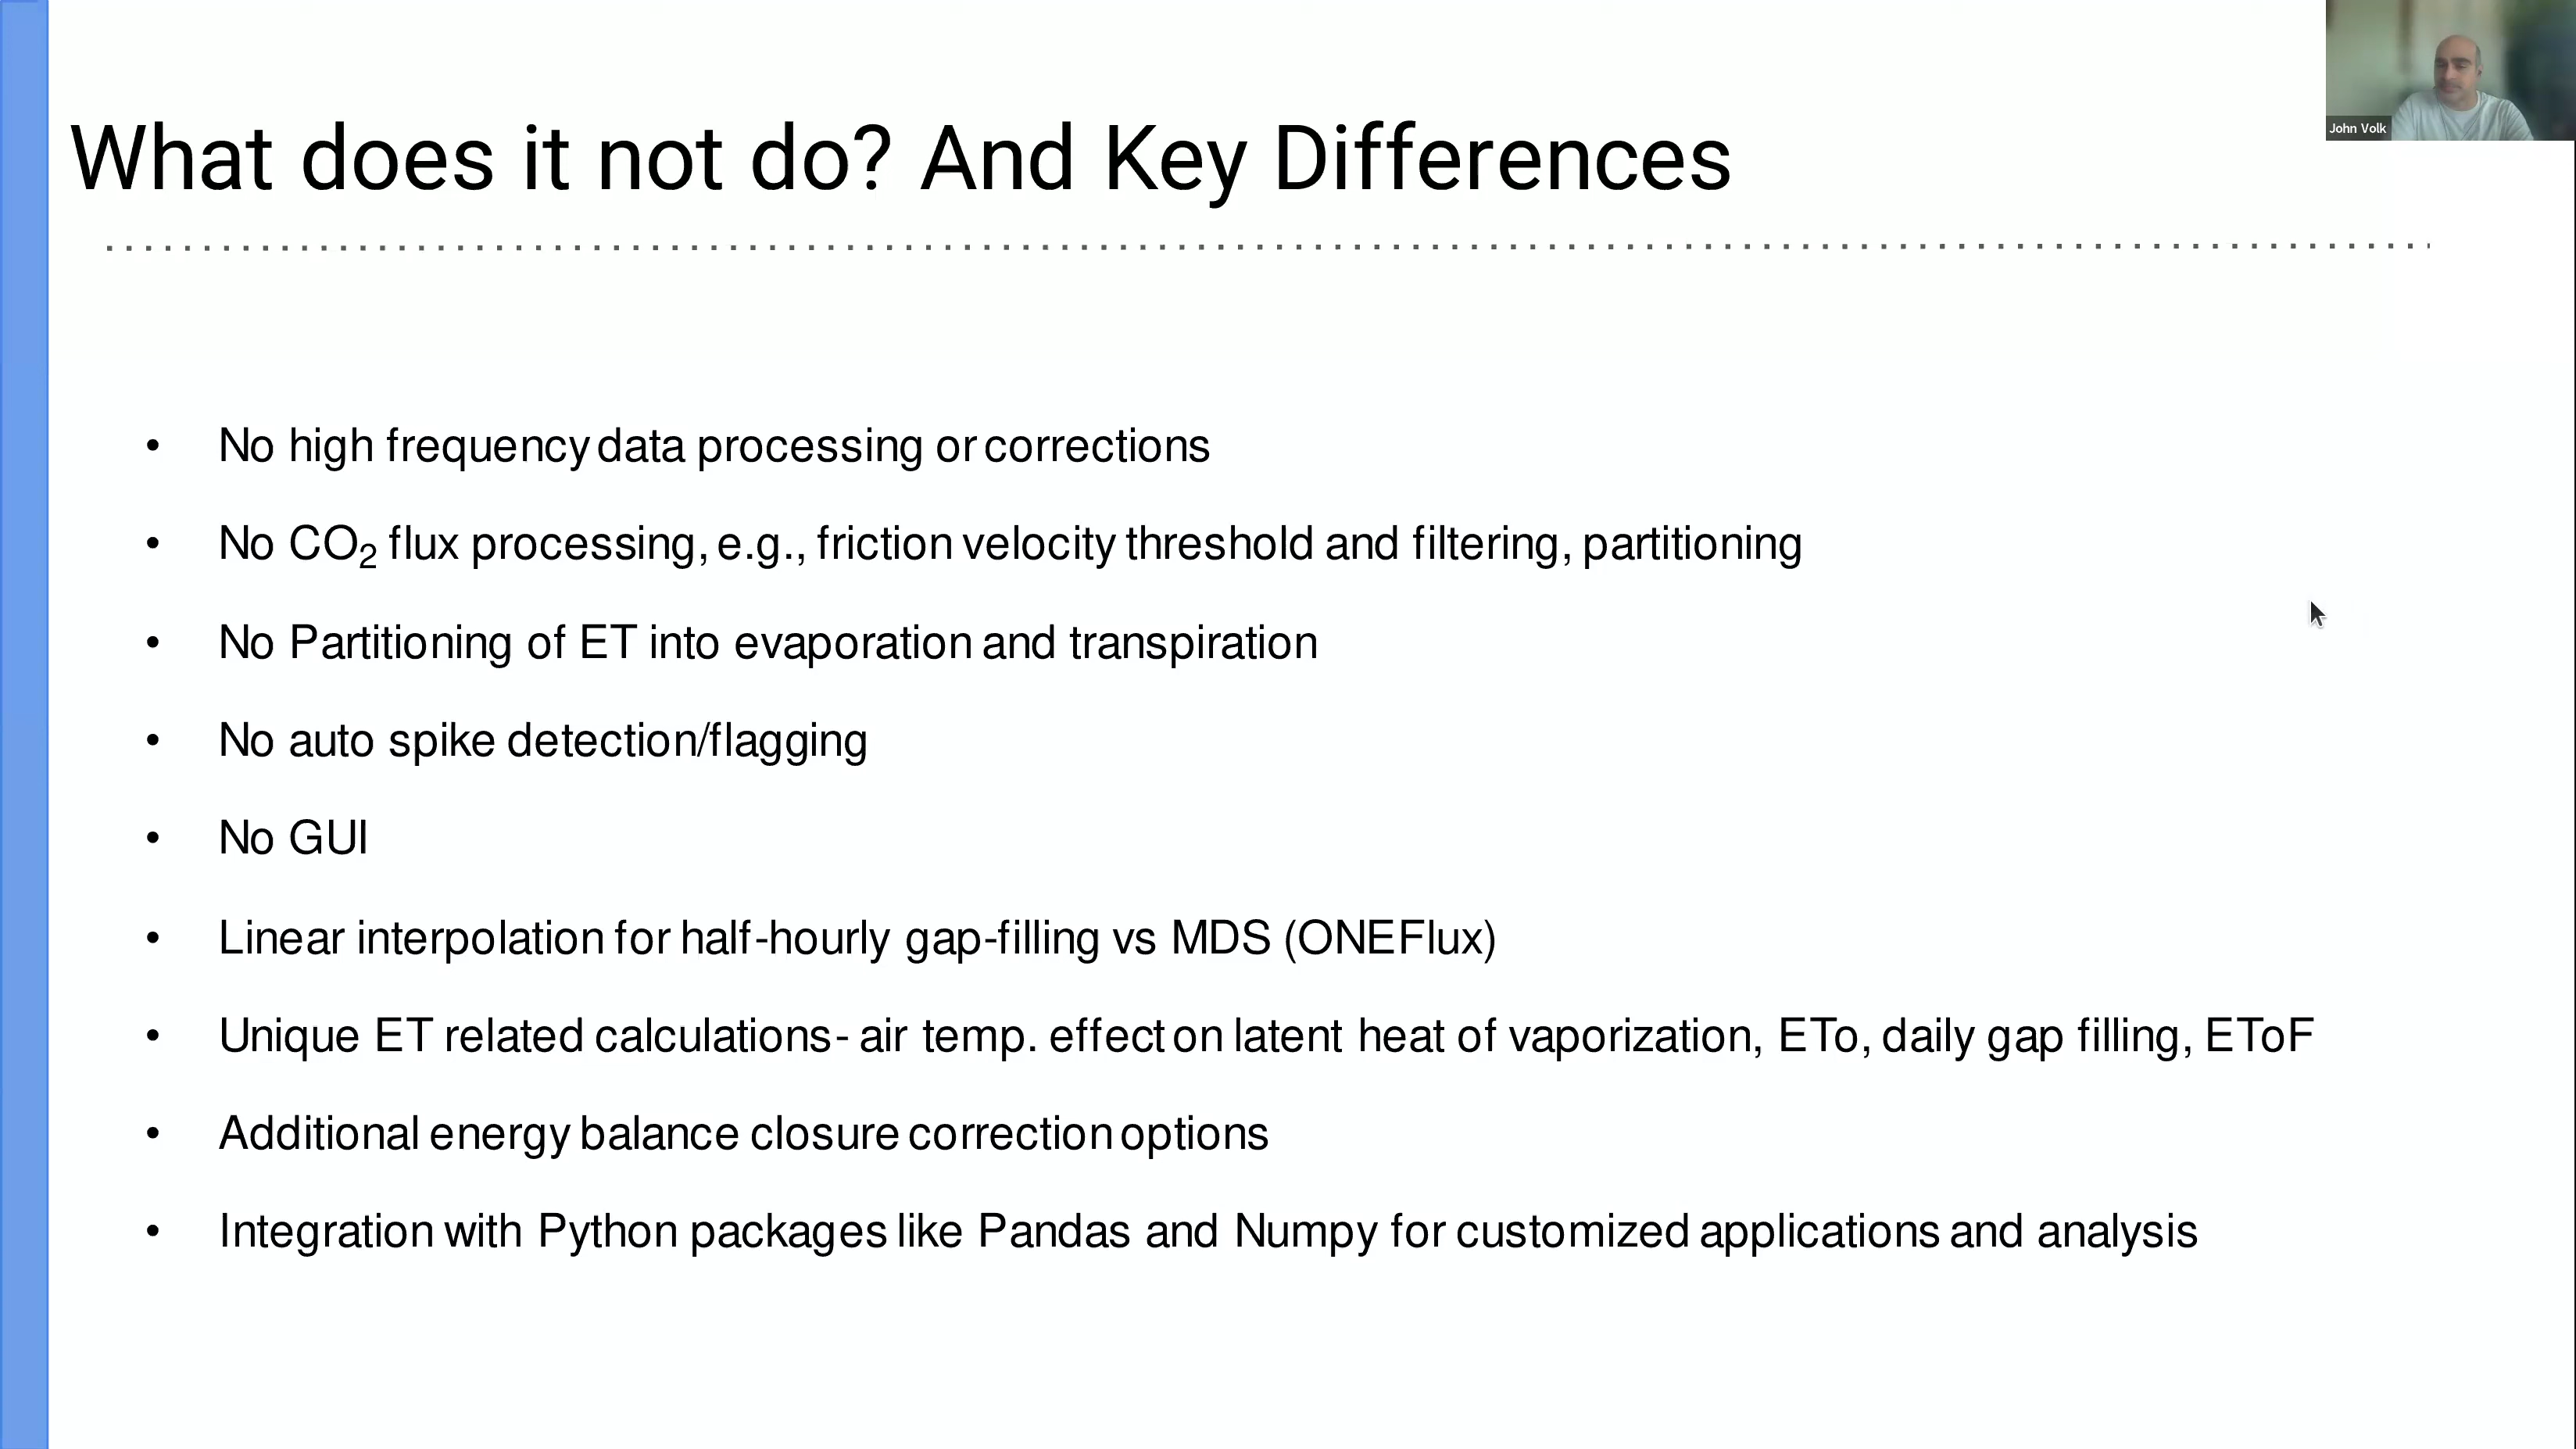 John Volk
What does it not do? And Key Differences
• No high frequency data processing or corrections
• No CO₂ flux processing, e.g., friction velocity threshold and filtering, partitioning
• No Partitioning of ET into evaporation and transpiration
• No auto spike detection/flagging
• No GUI
• Linear interpolation for half-hourly gap-filling vs MDS (ONEFlux)
• Unique ET related calculations- air temp. effect on latent heat of vaporization, ETo, daily gap filling, EToF
• Additional energy balance closure correction options
• Integration with Python packages like Pandas and Numpy for customized applications and analysis